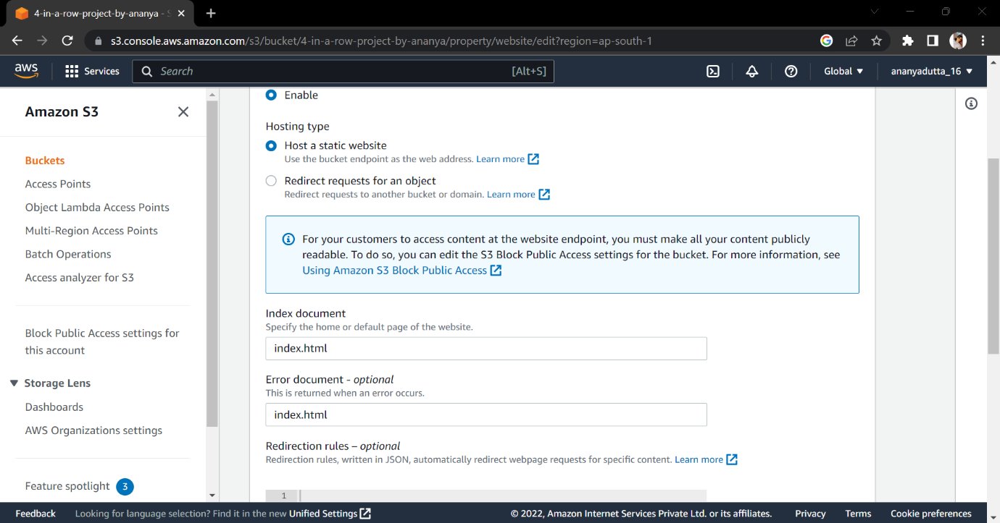 4-in-a-row-project-by-ananya - S
s3.console.aws.amazon.com/s3/bucket/4-in-a-row-project-by-ananya/property/website/edit?region=ap-south-1
aws
Services
Search
[Alt+S]
Global
ananyadutta_16
Amazon S3
Buckets
Access Points
Object Lambda Access Points
Multi-Region Access Points
Batch Operations
Access analyzer for S3
Block Public Access settings for
this account
Storage Lens
Dashboards
AWS Organizations settings
Feature spotlight 3
Enable
Hosting type
Host a static website
Use the bucket endpoint as the web address. Learn more
Redirect requests for an object
Redirect requests to another bucket or domain. Learn more
For your customers to access content at the website endpoint, you must make all your content publicly
readable. To do so, you can edit the S3 Block Public Access settings for the bucket. For more information, see
Using Amazon S3 Block Public Access
Index document
Specify the home or default page of the website.
index.html
Error document - optional
This is returned when an error occurs.
index.html
Redirection rules – optional
Redirection rules, written in JSON, automatically redirect webpage requests for specific content. Learn more
1
Feedback
Looking for language selection? Find it in the new Unified Settings
© 2022, Amazon Internet Services Private Ltd. or its affiliates.
Privacy
Terms
Cookie preferences